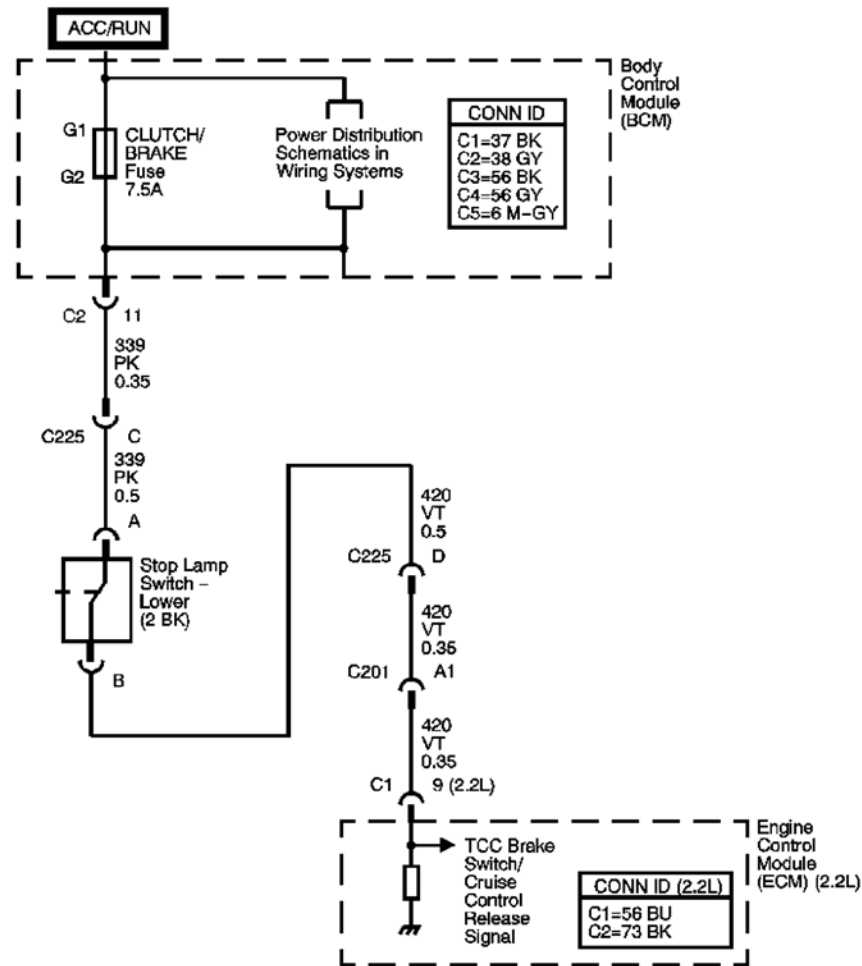 ACC/RUN
Body
Control
Module
(BCM)
G1
G2
CLUTCH/
BRAKE
Fuse
7.5A
Power Distribution
Schematics in
Wiring Systems
CONN ID
C1=37 BK
C2=38 GY
C3=56 BK
C4=56 GY
C5=6 M-GY
C2 11
339
PK
0.35
C225 C
339
PK
0.5
A
Stop Lamp
Switch –
Lower
(2 BK)
B
420
VT
0.5
C225 D
420
VT
0.35
C201 A1
420
VT
0.35
C1 9 (2.2L)
TCC Brake
Switch/
Cruise
Control
Release
Signal
CONN ID (2.2L)
C1=56 BU
C2=73 BK
Engine
Control
Module
(ECM) (2.2L)